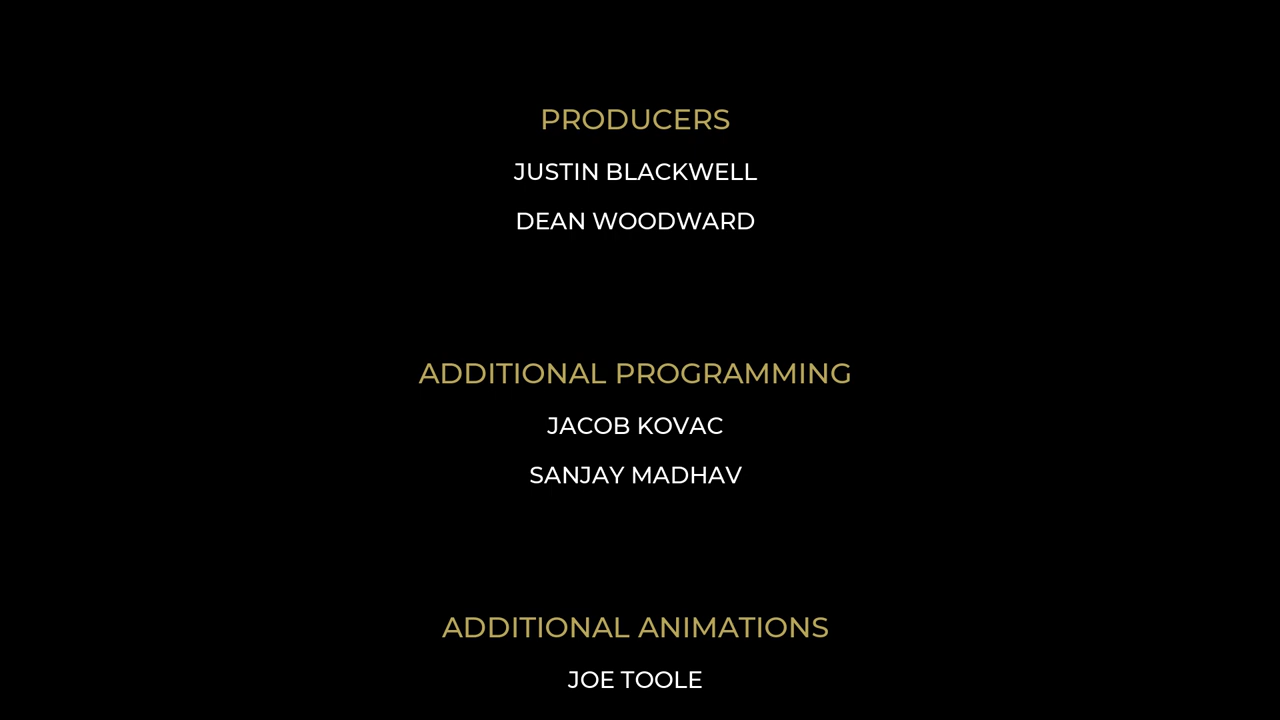 PRODUCERS
JUSTIN BLACKWELL
DEAN WOODWARD
ADDITIONAL PROGRAMMING
JACOB KOVAC
SANJAY MADHAV
ADDITIONAL ANIMATIONS
JOE TOOLE